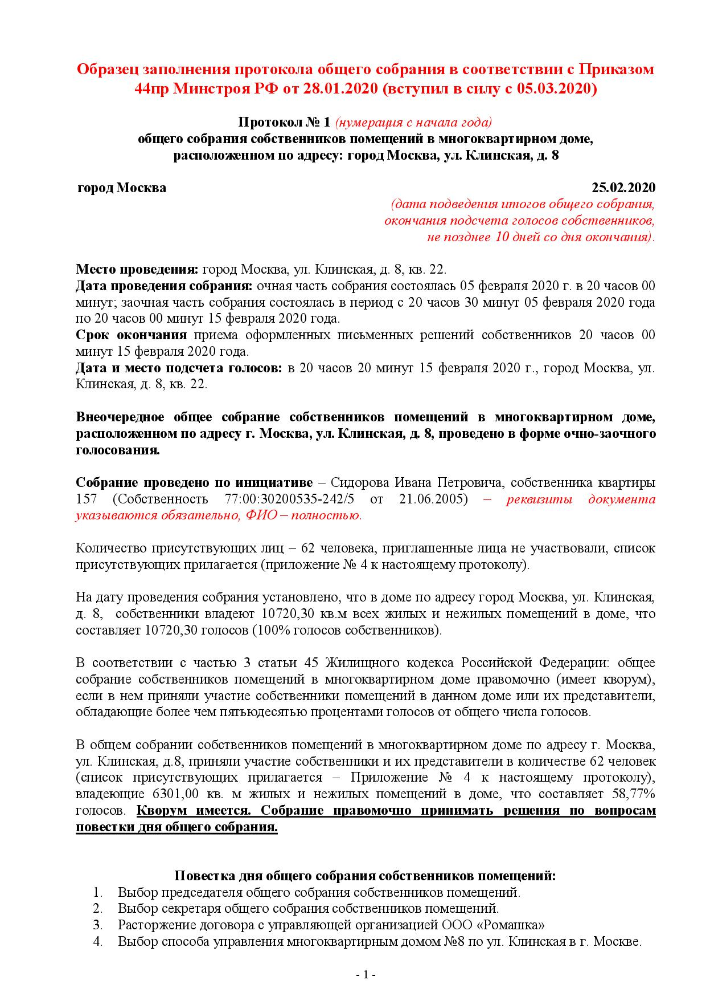 Образец заполнения протокола общего собрания в соответствии с Приказом
44пр Минстроя РФ от 28.01.2020 (вступил в силу с 05.03.2020)
Протокол № 1 (нумерация с начала года)
общего собрания собственников помещений в многоквартирном доме,
расположенном по адресу: город Москва, ул. Клинская, д. 8
город Москва 25.02.2020
(дата подведения итогов общего собрания,
окончания подсчета голосов собственников,
не позднее 10 дней со дня окончания).
Место проведения: город Москва, ул. Клинская, д. 8, кв. 22.
Дата проведения собрания: очная часть собрания состоялась 05 февраля 2020 г. в 20 часов 00
минут; заочная часть собрания состоялась в период с 20 часов 30 минут 05 февраля 2020 года
по 20 часов 00 минут 15 февраля 2020 года.
Срок окончания приема оформленных письменных решений собственников 20 часов 00
минут 15 февраля 2020 года.
Дата и место подсчета голосов: в 20 часов 20 минут 15 февраля 2020 г., город Москва, ул.
Клинская, д. 8, кв. 22.
Внеочередное общее собрание собственников помещений в многоквартирном доме,
расположенном по адресу г. Москва, ул. Клинская, д. 8, проведено в форме очно-заочного
голосования.
Собрание проведено по инициативе – Сидорова Ивана Петровича, собственника квартиры
157 (Собственность 77:00:30200535-242/5 от 21.06.2005) – реквизиты документа
указываются обязательно, ФИО – полностью.
Количество присутствующих лиц – 62 человека, приглашенные лица не участвовали, список
присутствующих прилагается (приложение № 4 к настоящему протоколу).
На дату проведения собрания установлено, что в доме по адресу город Москва, ул. Клинская,
д. 8, собственники владеют 10720,30 кв.м всех жилых и нежилых помещений в доме, что
составляет 10720,30 голосов (100% голосов собственников).
В соответствии с частью 3 статьи 45 Жилищного кодекса Российской Федерации: общее
собрание собственников помещений в многоквартирном доме правомочно (имеет кворум),
если в нем приняли участие собственники помещений в данном доме или их представители,
обладающие более чем пятьюдесятью процентами голосов от общего числа голосов.
В общем собрании собственников помещений в многоквартирном доме по адресу г. Москва,
ул. Клинская, д.8, приняли участие собственники и их представители в количестве 62 человек
(список присутствующих прилагается – Приложение № 4 к настоящему протоколу),
владеющие 6301,00 кв. м жилых и нежилых помещений в доме, что составляет 58,77%
голосов. Кворум имеется. Собрание правомочно принимать решения по вопросам
повестки дня общего собрания.
Повестка дня общего собрания собственников помещений:
1. Выбор председателя общего собрания собственников помещений.
2. Выбор секретаря общего собрания собственников помещений.
3. Расторжение договора с управляющей организацией ООО «Ромашка»
4. Выбор способа управления многоквартирным домом №8 по ул. Клинская в г. Москве.
- 1 -